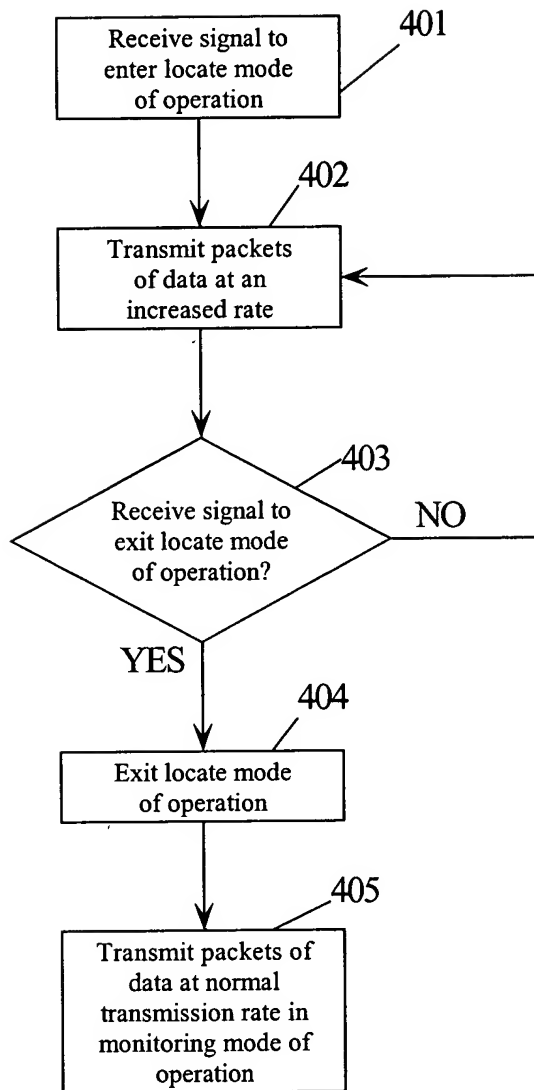 401
Receive signal to
enter locate mode
of operation
402
Transmit packets
of data at an
increased rate
403
Receive signal to
exit locate mode
of operation?
NO
YES
404
Exit locate mode
of operation
405
Transmit packets of
data at normal
transmission rate in
monitoring mode of
operation